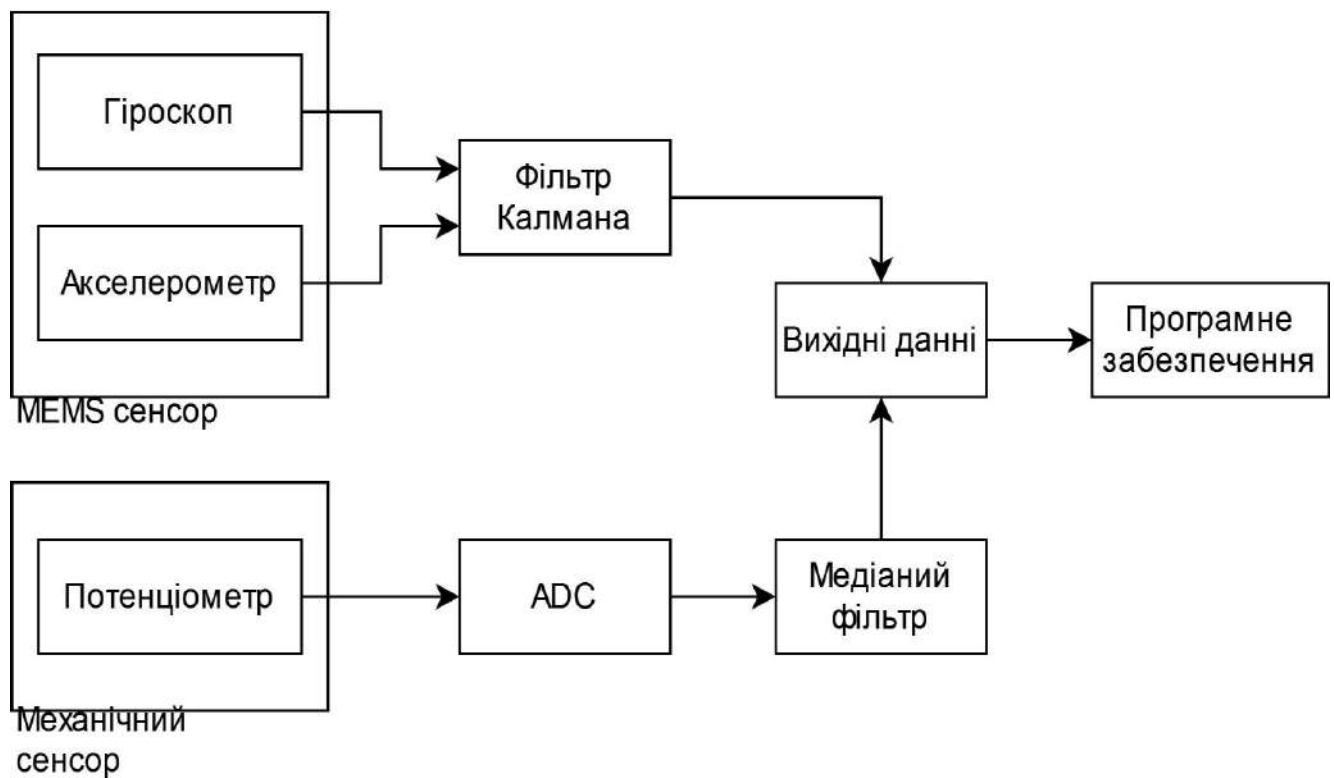 Гіроскоп
Фільтр
Калмана
Акселерометр
Вихідні данні
Програмне
забезпечення
MEMS сенсор
Потенціометр
ADC
Медіаний
фільтр
Механічний
сенсор